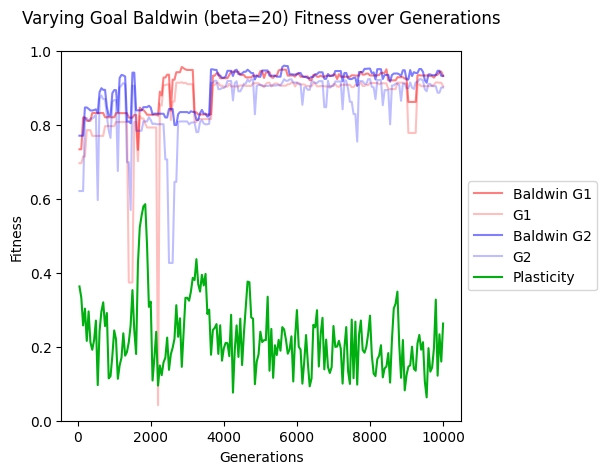 Varying Goal Baldwin (beta=20) Fitness over Generations
1.0
0.8
0.6
0.4
0.2
0.0
Fitness
0
2000
4000
6000
8000
10000
Generations
Baldwin G1
G1
Baldwin G2
G2
Plasticity